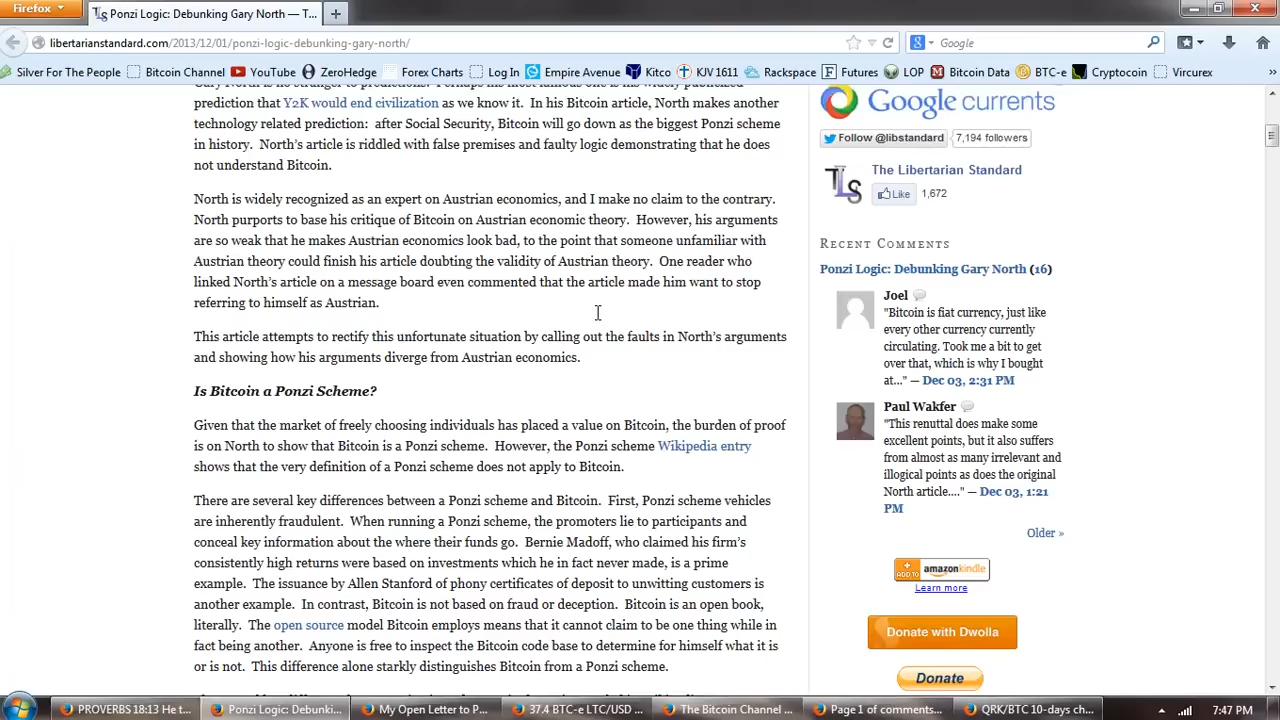 Firefox
Ponzi Logic: Debunking Gary North — T...
libertarianstandard.com/2013/12/01/ponzi-logic-debunking-gary-north/
Google
Silver For The People
Bitcoin Channel
YouTube
ZeroHedge
Forex Charts
Log In
Empire Avenue
Kitco
KJV 1611
Rackspace
Futures
LOP
Bitcoin Data
BTC-e
Cryptocoin
Vircurex
prediction that Y2K would end civilization as we know it. In his Bitcoin article, North makes another
technology related prediction: after Social Security, Bitcoin will go down as the biggest Ponzi scheme
in history. North's article is riddled with false premises and faulty logic demonstrating that he does
not understand Bitcoin.
North is widely recognized as an expert on Austrian economics, and I make no claim to the contrary.
North purports to base his critique of Bitcoin on Austrian economic theory. However, his arguments
are so weak that he makes Austrian economics look bad, to the point that someone unfamiliar with
Austrian theory could finish his article doubting the validity of Austrian theory. One reader who
linked North's article on a message board even commented that the article made him want to stop
referring to himself as Austrian.
This article attempts to rectify this unfortunate situation by calling out the faults in North's arguments
and showing how his arguments diverge from Austrian economics.
Is Bitcoin a Ponzi Scheme?
Given that the market of freely choosing individuals has placed a value on Bitcoin, the burden of proof
is on North to show that Bitcoin is a Ponzi scheme. However, the Ponzi scheme Wikipedia entry
shows that the very definition of a Ponzi scheme does not apply to Bitcoin.
There are several key differences between a Ponzi scheme and Bitcoin. First, Ponzi scheme vehicles
are inherently fraudulent. When running a Ponzi scheme, the promoters lie to participants and
conceal key information about the where their funds go. Bernie Madoff, who claimed his firm's
consistently high returns were based on investments which he in fact never made, is a prime
example. The issuance by Allen Stanford of phony certificates of deposit to unwitting customers is
another example. In contrast, Bitcoin is not based on fraud or deception. Bitcoin is an open book,
literally. The open source model Bitcoin employs means that it cannot claim to be one thing while in
fact being another. Anyone is free to inspect the Bitcoin code base to determine for himself what it is
or is not. This difference alone starkly distinguishes Bitcoin from a Ponzi scheme.
Google currents
Follow @libstandard
7,194 followers
TLS
The Libertarian Standard
Like
1,672
RECENT COMMENTS
Ponzi Logic: Debunking Gary North (16)
Joel
"Bitcoin is fiat currency, just like
every other currency currently
circulating. Took me a bit to get
over that, which is why I bought
at..." — Dec 03, 2:31 PM
Paul Wakfer
"This renuttal does make some
excellent points, but it also suffers
from almost as many irrelevant and
illogical points as does the original
North article...." — Dec 03, 1:21
PM
Older »
ADD TO
amazonkindle
Learn more
Donate with Dwolla
Donate
PROVERBS 18:13 He t...
Ponzi Logic: Debunkin...
My Open Letter to P...
37.4 BTC-e LTC/USD ...
The Bitcoin Channel ...
Page 1 of comments...
QRK/BTC 10-days ch...
7:47 PM